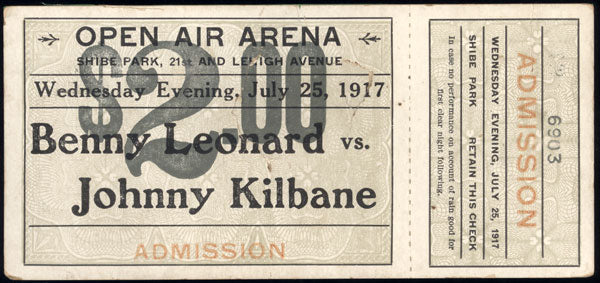 OPEN AIR ARENA
SHIBE PARK, 21st AND LEHIGH AVENUE
$2.00
Wednesday Evening, July 25, 1917
Benny Leonard vs.
Johnny Kilbane
ADMISSION
6903
ADMISSION
WEDNESDAY EVENING, JULY 25, 1917
SHIBE PARK RETAIN THIS CHECK
In case no performance on account of rain good for
first clear night following.